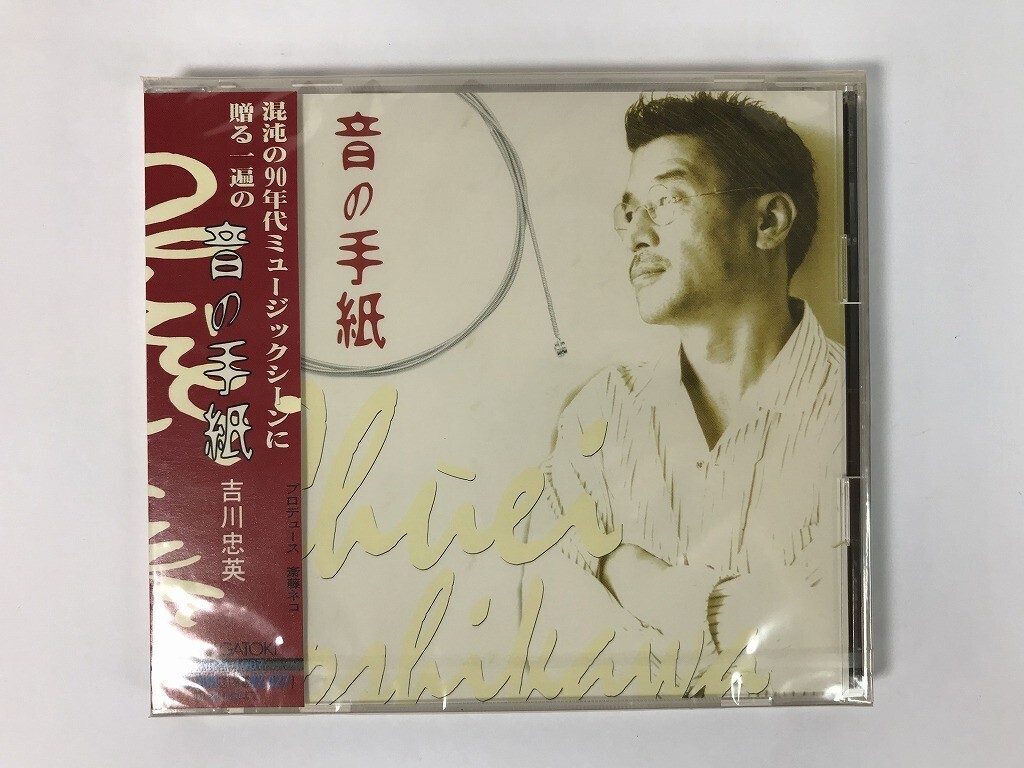 混沌の90年代ミュージックシーンに
贈る一遍の
音の手紙
吉川忠英
プロデュース 斎藤ネコ
音の手紙
Chuei
Yoshikawa
GATOKI